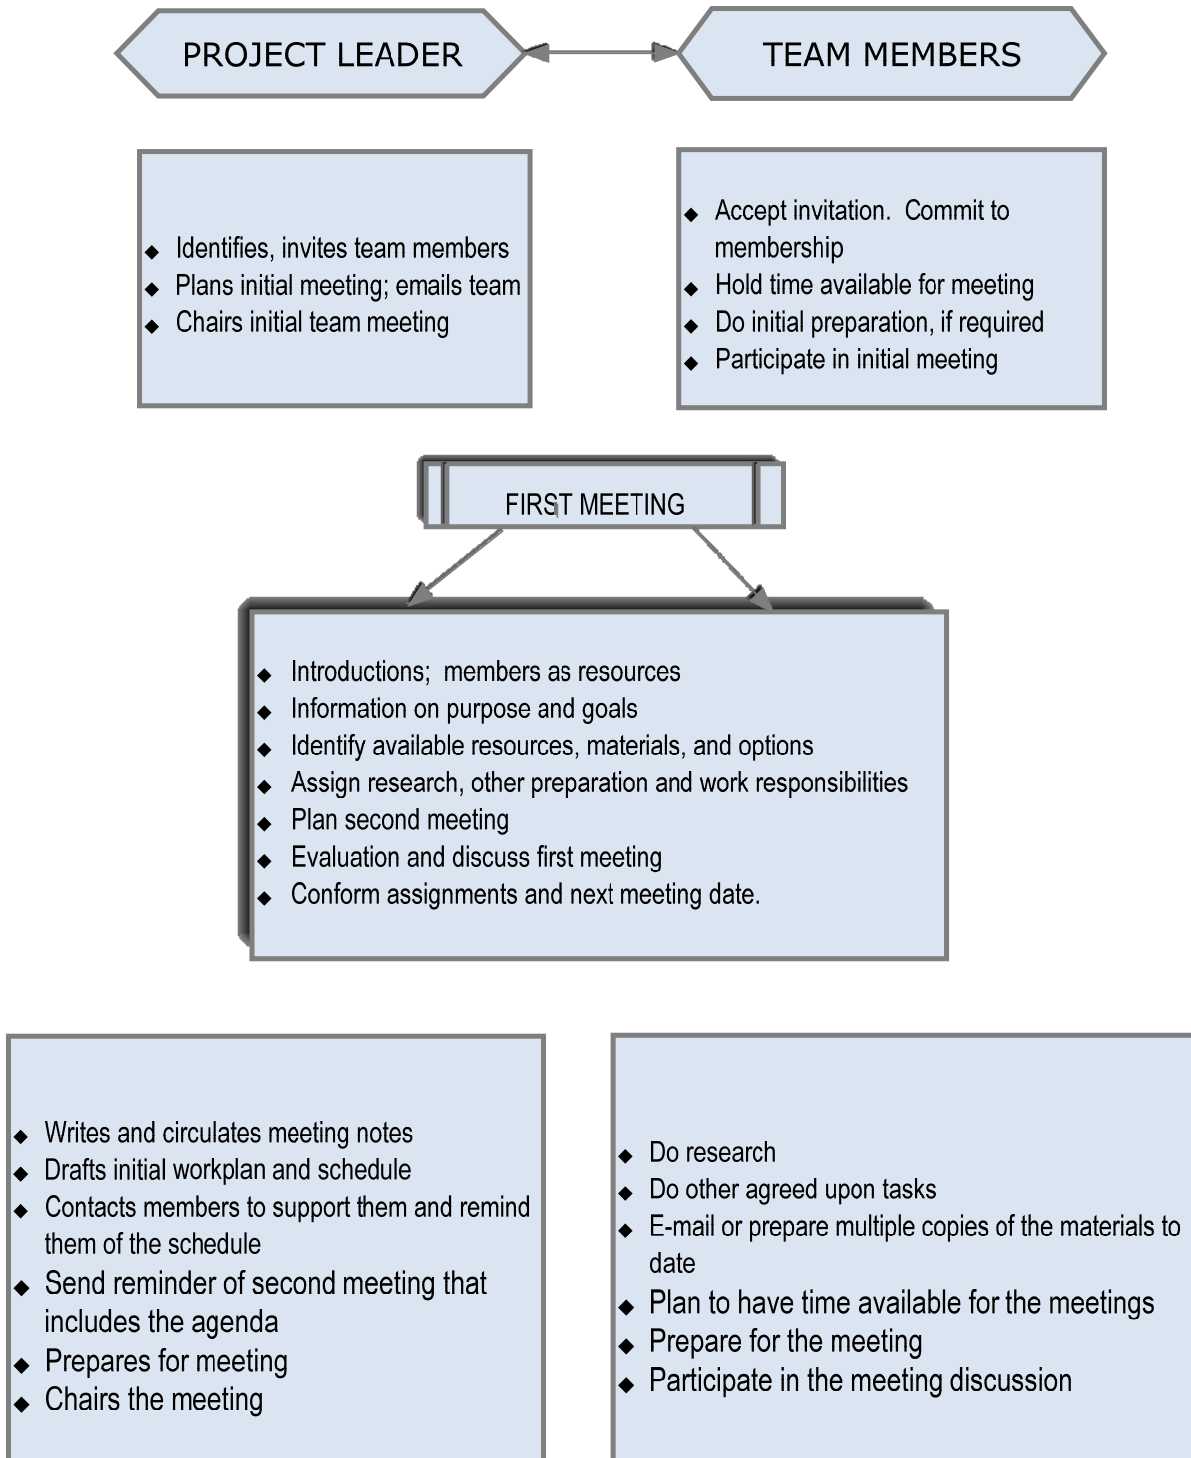 PROJECT LEADER
TEAM MEMBERS
◆ Identifies, invites team members
◆ Plans initial meeting; emails team
◆ Chairs initial team meeting
◆ Accept invitation.  Commit to
membership
◆ Hold time available for meeting
◆ Do initial preparation, if required
◆ Participate in initial meeting
FIRST MEETING
◆ Introductions;  members as resources
◆ Information on purpose and goals
◆ Identify available resources, materials, and options
◆ Assign research, other preparation and work responsibilities
◆ Plan second meeting
◆ Evaluation and discuss first meeting
◆ Conform assignments and next meeting date.
◆ Writes and circulates meeting notes
◆ Drafts initial workplan and schedule
◆ Contacts members to support them and remind
them of the schedule
◆ Send reminder of second meeting that
includes the agenda
◆ Prepares for meeting
◆ Chairs the meeting
◆ Do research
◆ Do other agreed upon tasks
◆ E-mail or prepare multiple copies of the materials to
date
◆ Plan to have time available for the meetings
◆ Prepare for the meeting
◆ Participate in the meeting discussion